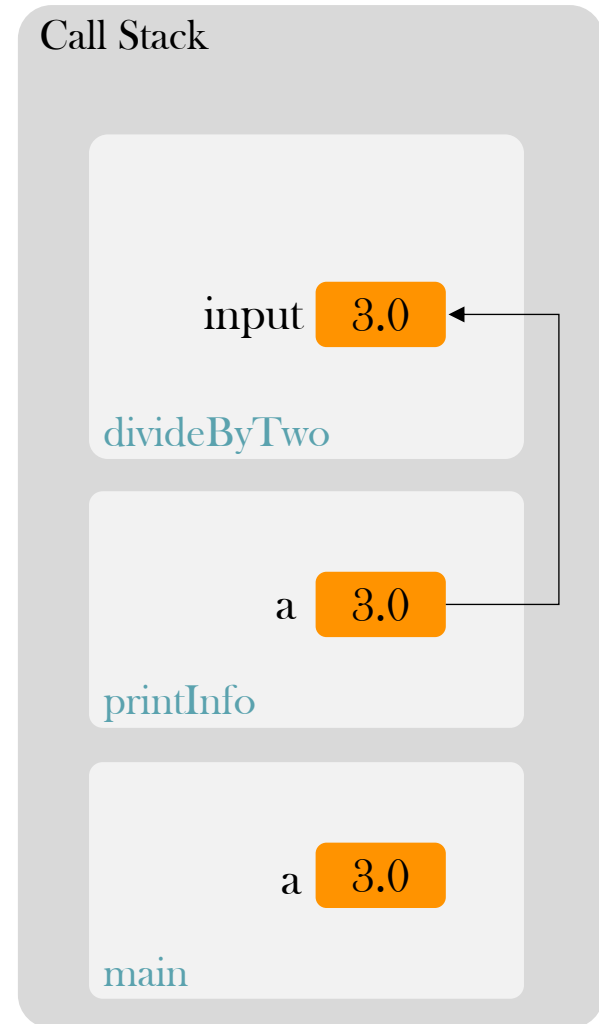 Call Stack
input 3.0
divideByTwo
a 3.0
printInfo
a 3.0
main